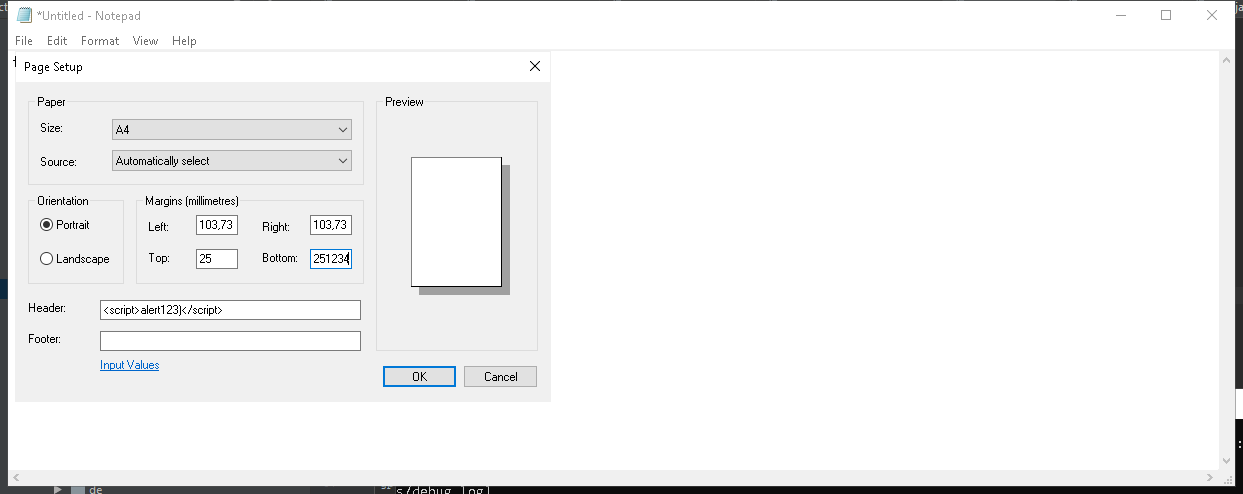 *Untitled - Notepad
File Edit Format View Help
Page Setup
Paper
Size: A4
Source: Automatically select
Preview
Orientation
Portrait
Landscape
Margins (millimetres)
Left: 103,73 Right: 103,73
Top: 25 Bottom: 251234
Header: <script>alert123)</script>
Footer:
Input Values
OK Cancel
de
s/debug.log]